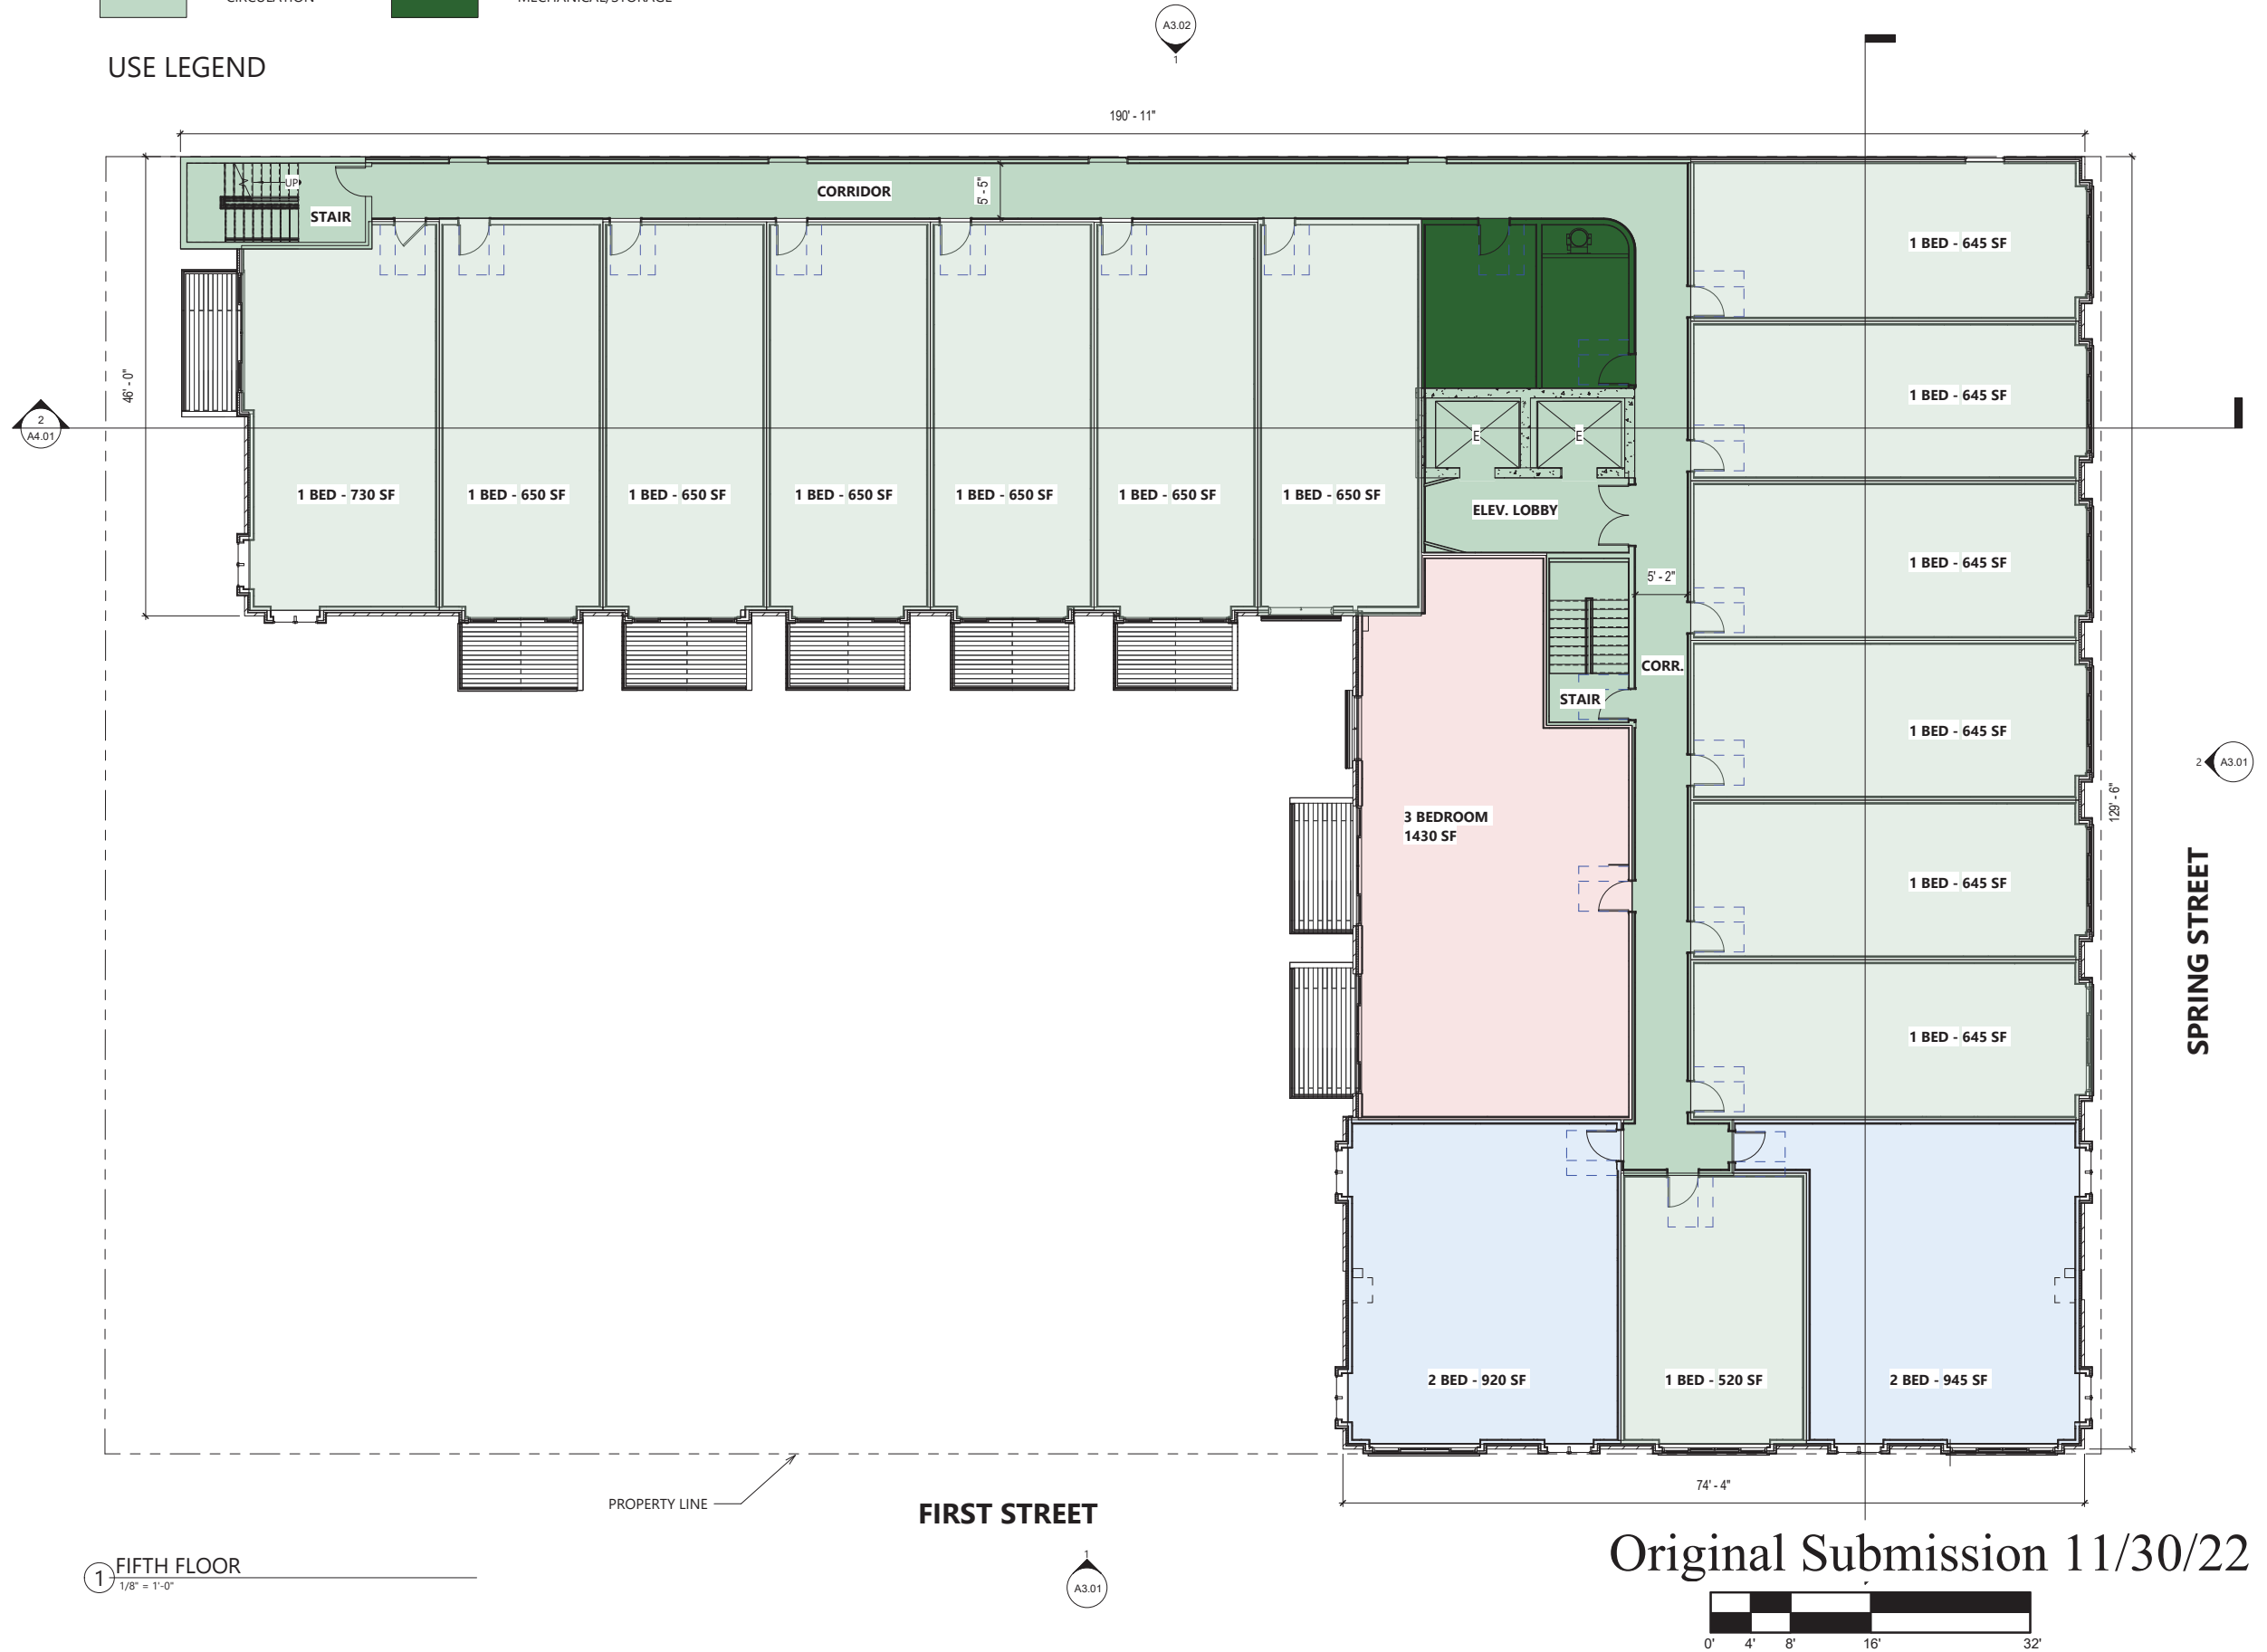 CIRCULATION
MECHANICAL/STORAGE
USE LEGEND
A3.02
1
190' - 11"
UP
STAIR
CORRIDOR
5' - 5"
46' - 0"
2
A4.01
1 BED - 730 SF
1 BED - 650 SF
1 BED - 650 SF
1 BED - 650 SF
1 BED - 650 SF
1 BED - 650 SF
1 BED - 650 SF
E
E
ELEV. LOBBY
5' - 2"
CORR.
STAIR
1 BED - 645 SF
1 BED - 645 SF
1 BED - 645 SF
1 BED - 645 SF
1 BED - 645 SF
1 BED - 645 SF
3 BEDROOM
1430 SF
2
A3.01
129' - 6"
SPRING STREET
2 BED - 920 SF
1 BED - 520 SF
2 BED - 945 SF
74' - 4"
PROPERTY LINE
FIRST STREET
1
FIFTH FLOOR
1/8" = 1'-0"
1
A3.01
Original Submission 11/30/22
0'
4'
8'
16'
32'